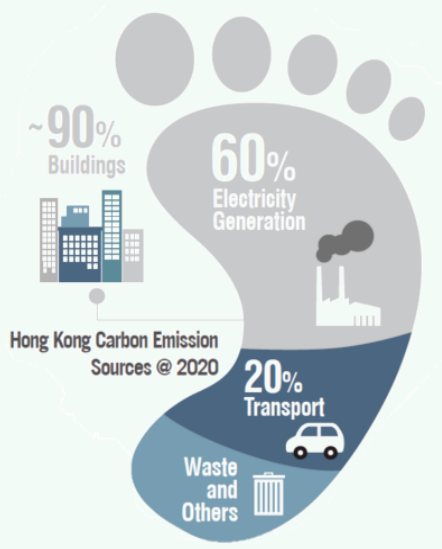 ~90%
Buildings
60%
Electricity
Generation
Hong Kong Carbon Emission
Sources @ 2020
20%
Transport
Waste
and
Others